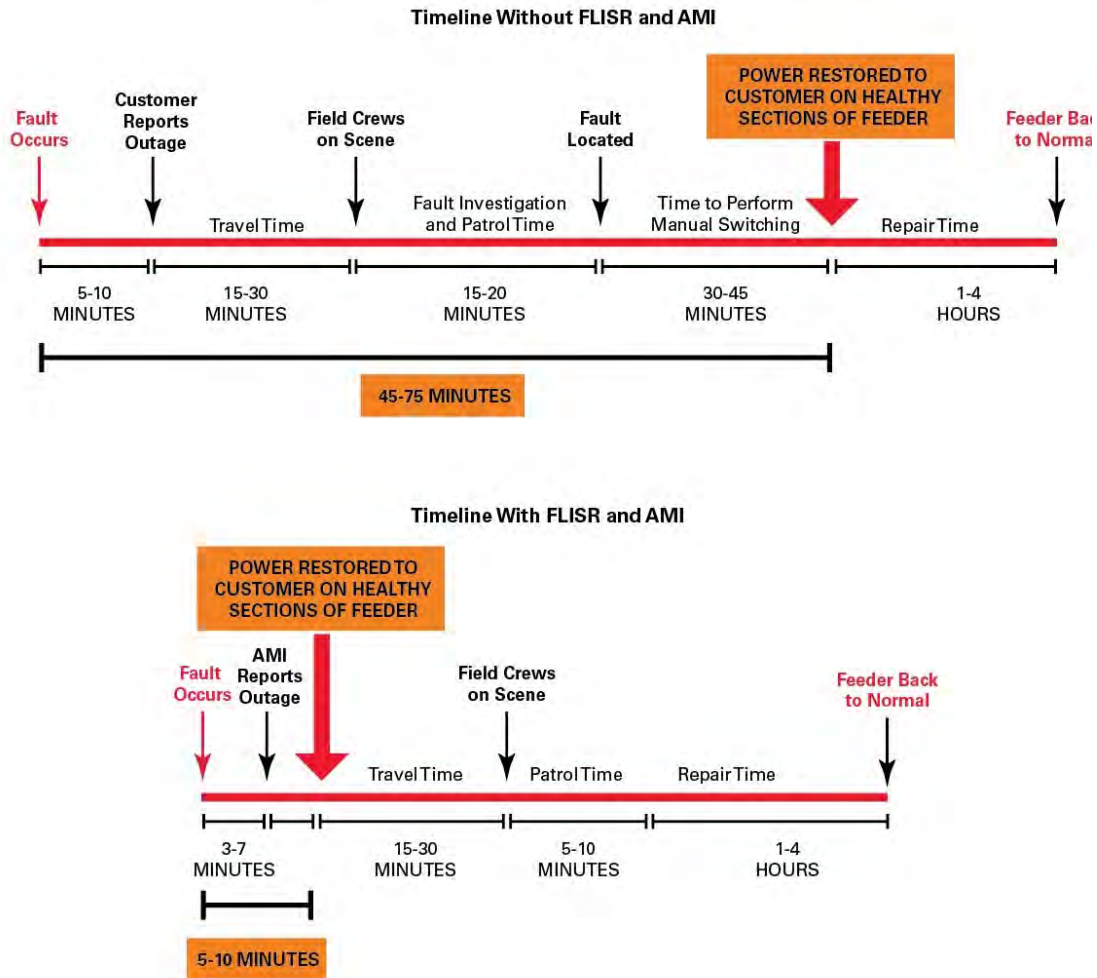 Timeline Without FLISR and AMI
POWER RESTORED TO
CUSTOMER ON HEALTHY
SECTIONS OF FEEDER
Fault
Occurs
Customer
Reports
Outage
Field Crews
on Scene
Fault
Located
Feeder Back
to Normal
Travel Time
Fault Investigation
and Patrol Time
Time to Perform
Manual Switching
Repair Time
5-10
MINUTES
15-30
MINUTES
15-20
MINUTES
30-45
MINUTES
1-4
HOURS
45-75 MINUTES
Timeline With FLISR and AMI
POWER RESTORED TO
CUSTOMER ON HEALTHY
SECTIONS OF FEEDER
Fault
Occurs
AMI
Reports
Outage
Field Crews
on Scene
Feeder Back
to Normal
Travel Time
Patrol Time
Repair Time
3-7
MINUTES
15-30
MINUTES
5-10
MINUTES
1-4
HOURS
5-10 MINUTES